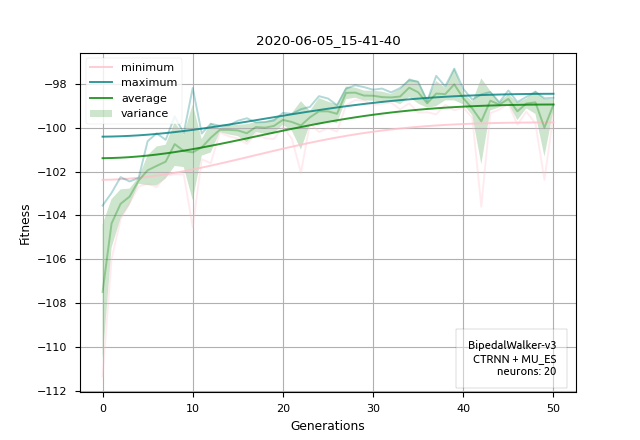 2020-06-05_15-41-40
minimum
maximum
average
variance
Fitness
−98
−100
−102
−104
−106
−108
−110
−112
BipedalWalker-v3
CTRNN + MU_ES
neurons: 20
0 10 20 30 40 50
Generations